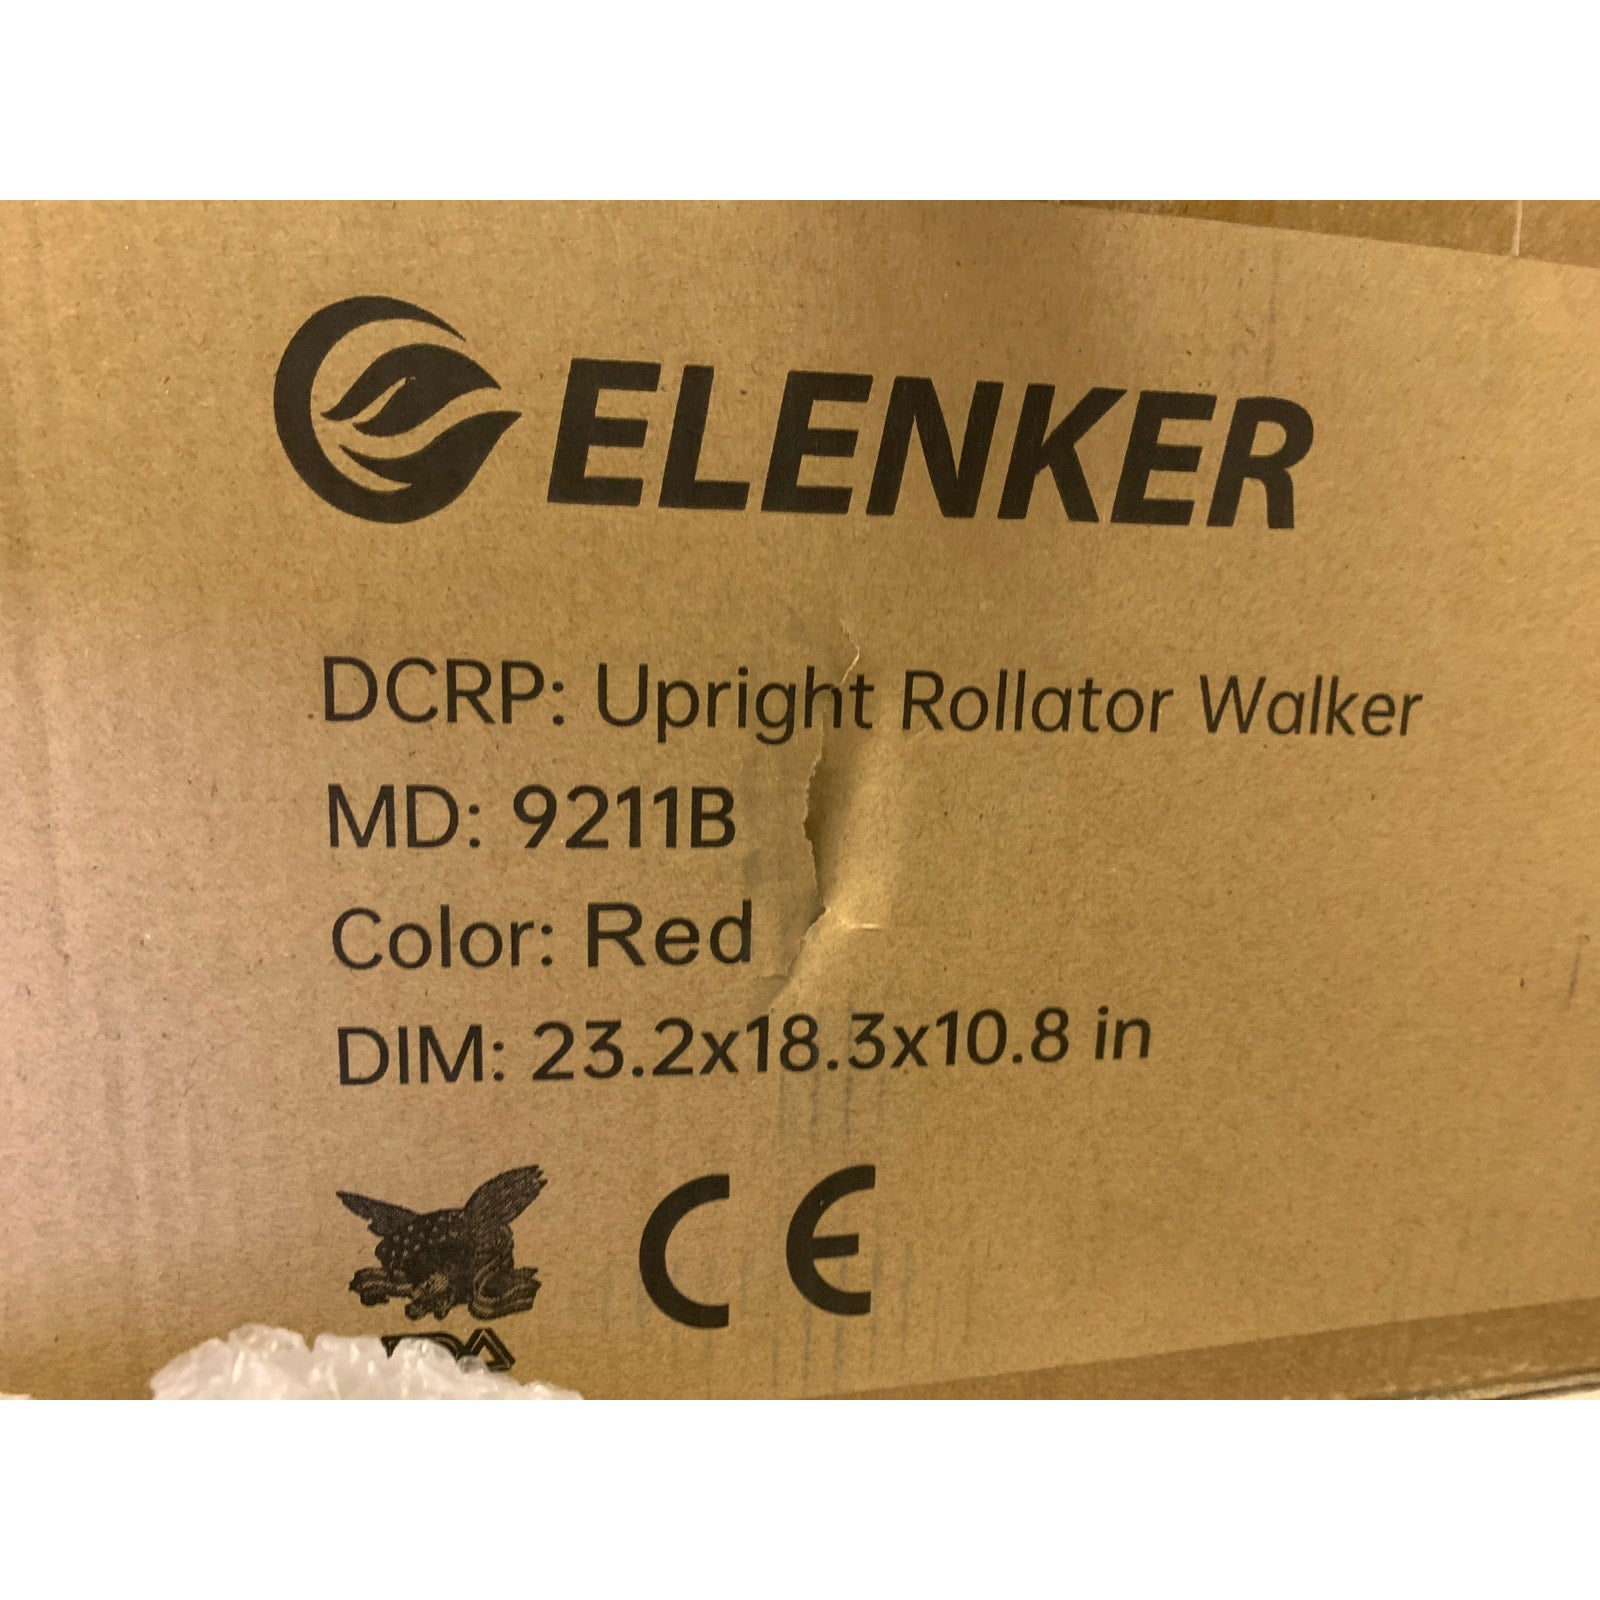 ELENKER
DCRP: Upright Rollator Walker
MD: 9211B
Color: Red
DIM: 23.2x18.3x10.8 in
CE